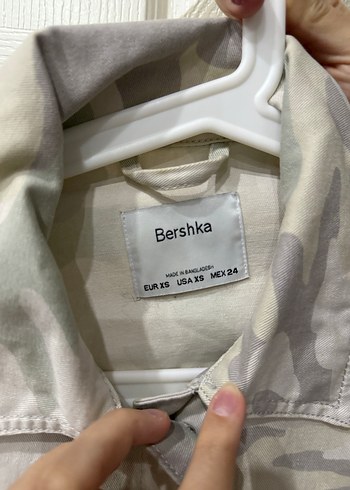 Bershka
MADE IN BANGLADESH
EUR XS USA XS MEX 24